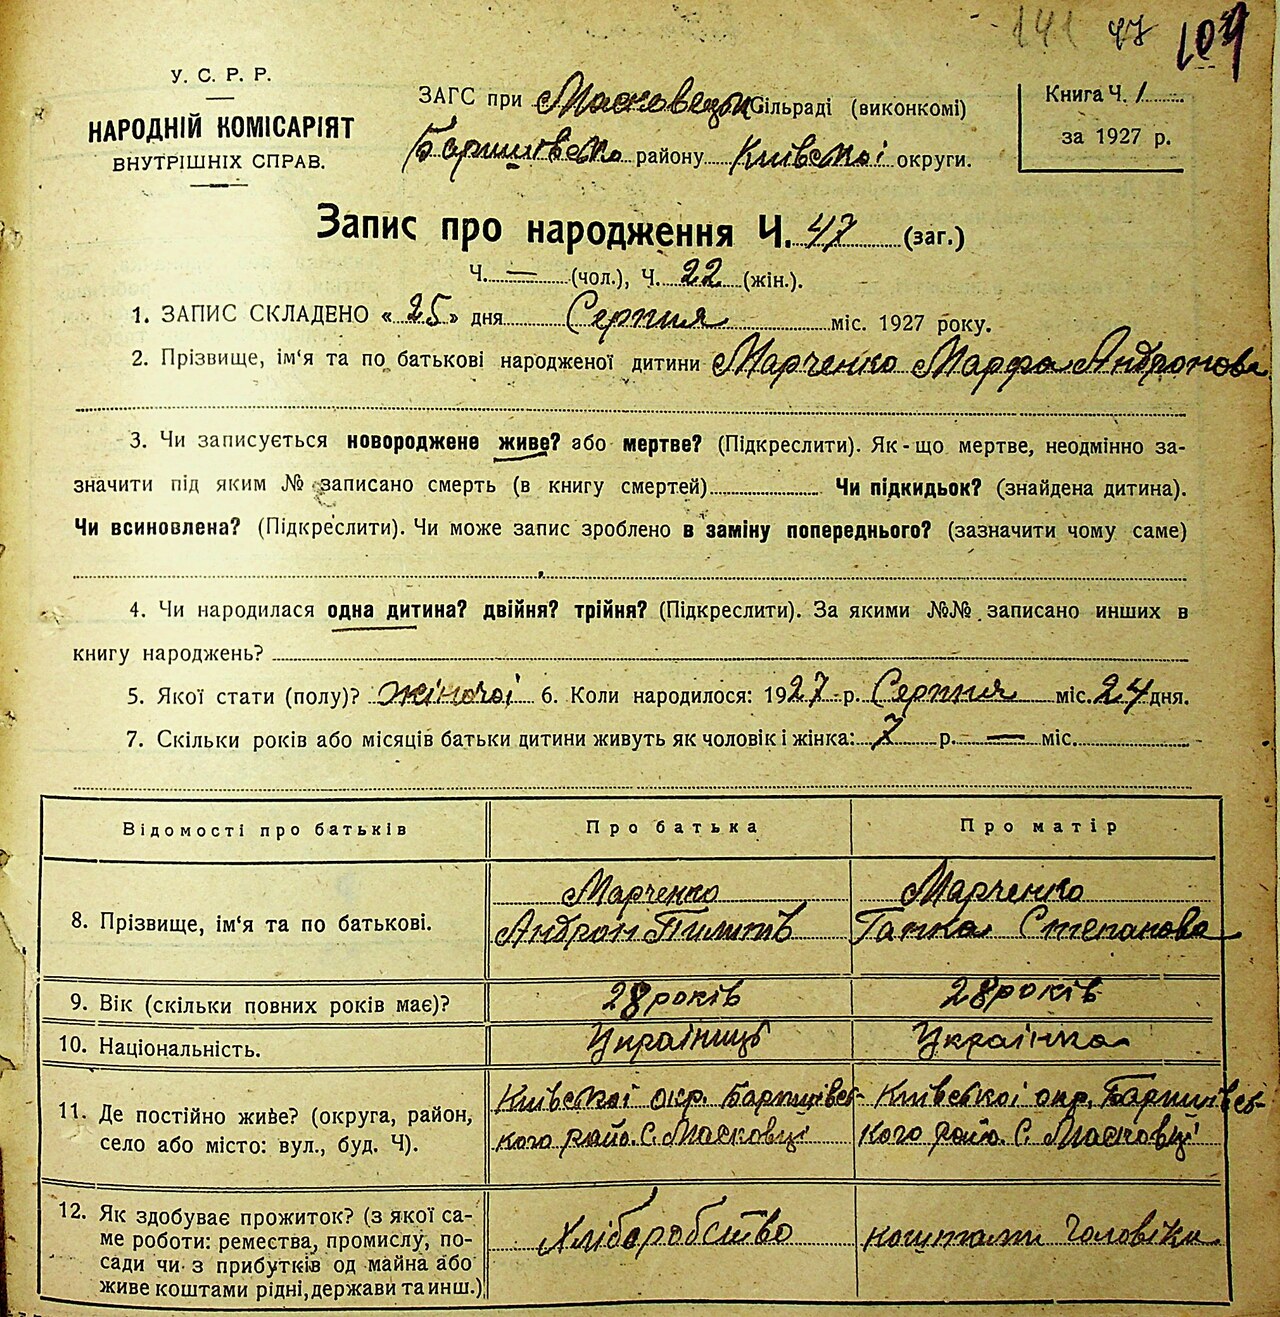 141 47 104
У. С. Р. Р.
НАРОДНІЙ КОМІСАРІЯТ
ВНУТРІШНІХ СПРАВ.
ЗАГС при Масковецькій Сільраді (виконкомі)
району Київської округи.
Книга Ч. 1
за 1927 р.
Запис про народження Ч. 47 (заг.)
Ч. — (чол.), Ч. 22 (жін.).
1. ЗАПИС СКЛАДЕНО « 25 » дня Серпня міс. 1927 року.
2. Прізвище, ім'я та по батькові народженої дитини Марченко Марфа Андронова
3. Чи записується новороджене живе? або мертве? (Підкреслити). Як-що мертве, неодмінно за-
значити під яким № записано смерть (в книгу смертей) Чи підкидьок? (знайдена дитина).
Чи всиновлена? (Підкреслити). Чи може запис зроблено в заміну попереднього? (зазначити чому саме)
4. Чи народилася одна дитина? двійня? трійня? (Підкреслити). За якими №№ записано инших в
книгу народжень?
5. Якої стати (полу)? жіночої 6. Коли народилося: 1927 р. Серпня міс. 24 дня.
7. Скільки років або місяців батьки дитини живуть як чоловік і жінка: 7 р. — міс.
Відомості про батьків Про батька Про матір
Марченко Марченко
8. Прізвище, ім'я та по батькові. Андрон Пилипів Гапка Степанова
9. Вік (скільки повних років має)? 28 років 28 років
10. Національність. Українець Українка
Київської окр. Баришівсь- Київської окр. Баришівсь-
11. Де постійно живе? (округа, район,
село або місто: вул., буд. Ч). кого райо. С. Масковці кого райо. С. Масковці
12. Як здобуває прожиток? (з якої са-
ме роботи: ремества, промислу, по- Хліборобство коштами Чоловіка
сади чи з прибутків од майна або
живе коштами рідні, держави та инш.)